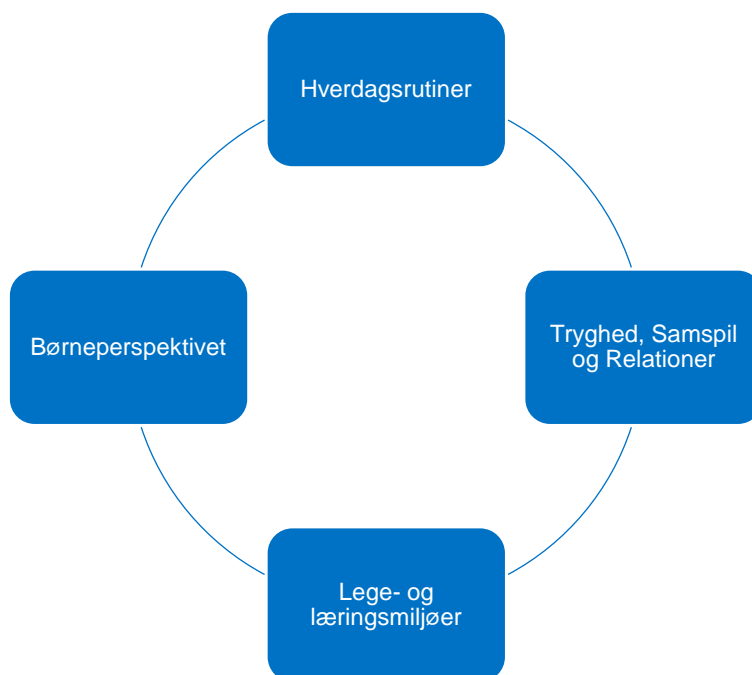 Hverdagsrutiner
Børneperspektivet
Tryghed, Samspil
og Relationer
Lege- og
læringsmiljøer